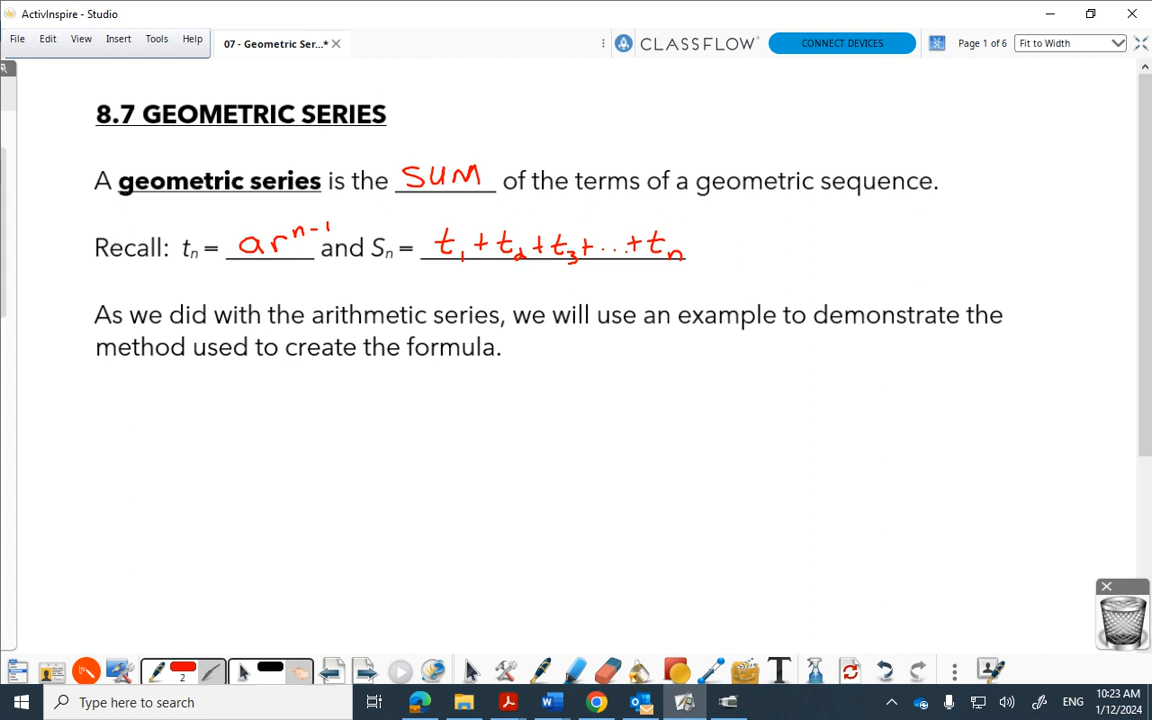 ActivInspire - Studio
File Edit View Insert Tools Help
07 - Geometric Ser...*
CLASSFLOW
CONNECT DEVICES
Page 1 of 6
Fit to Width
8.7 GEOMETRIC SERIES
A geometric series is the SUM of the terms of a geometric sequence.
Recall: tₙ = arⁿ⁻¹ and Sₙ = t₁ + t₂ + t₃ + ... + tₙ
As we did with the arithmetic series, we will use an example to demonstrate the
method used to create the formula.
2
Type here to search
ENG
10:23 AM
1/12/2024